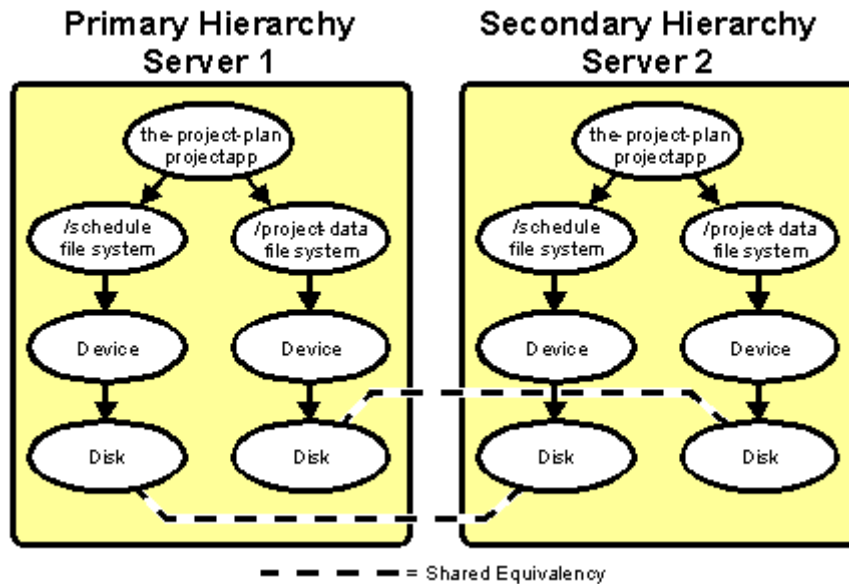 Primary Hierarchy
Server 1
Secondary Hierarchy
Server 2
the-project-plan
projectapp
/schedule
file system
/project-data
file system
Device
Device
Disk
Disk
the-project-plan
projectapp
/schedule
file system
/project-data
file system
Device
Device
Disk
Disk
= Shared Equivalency